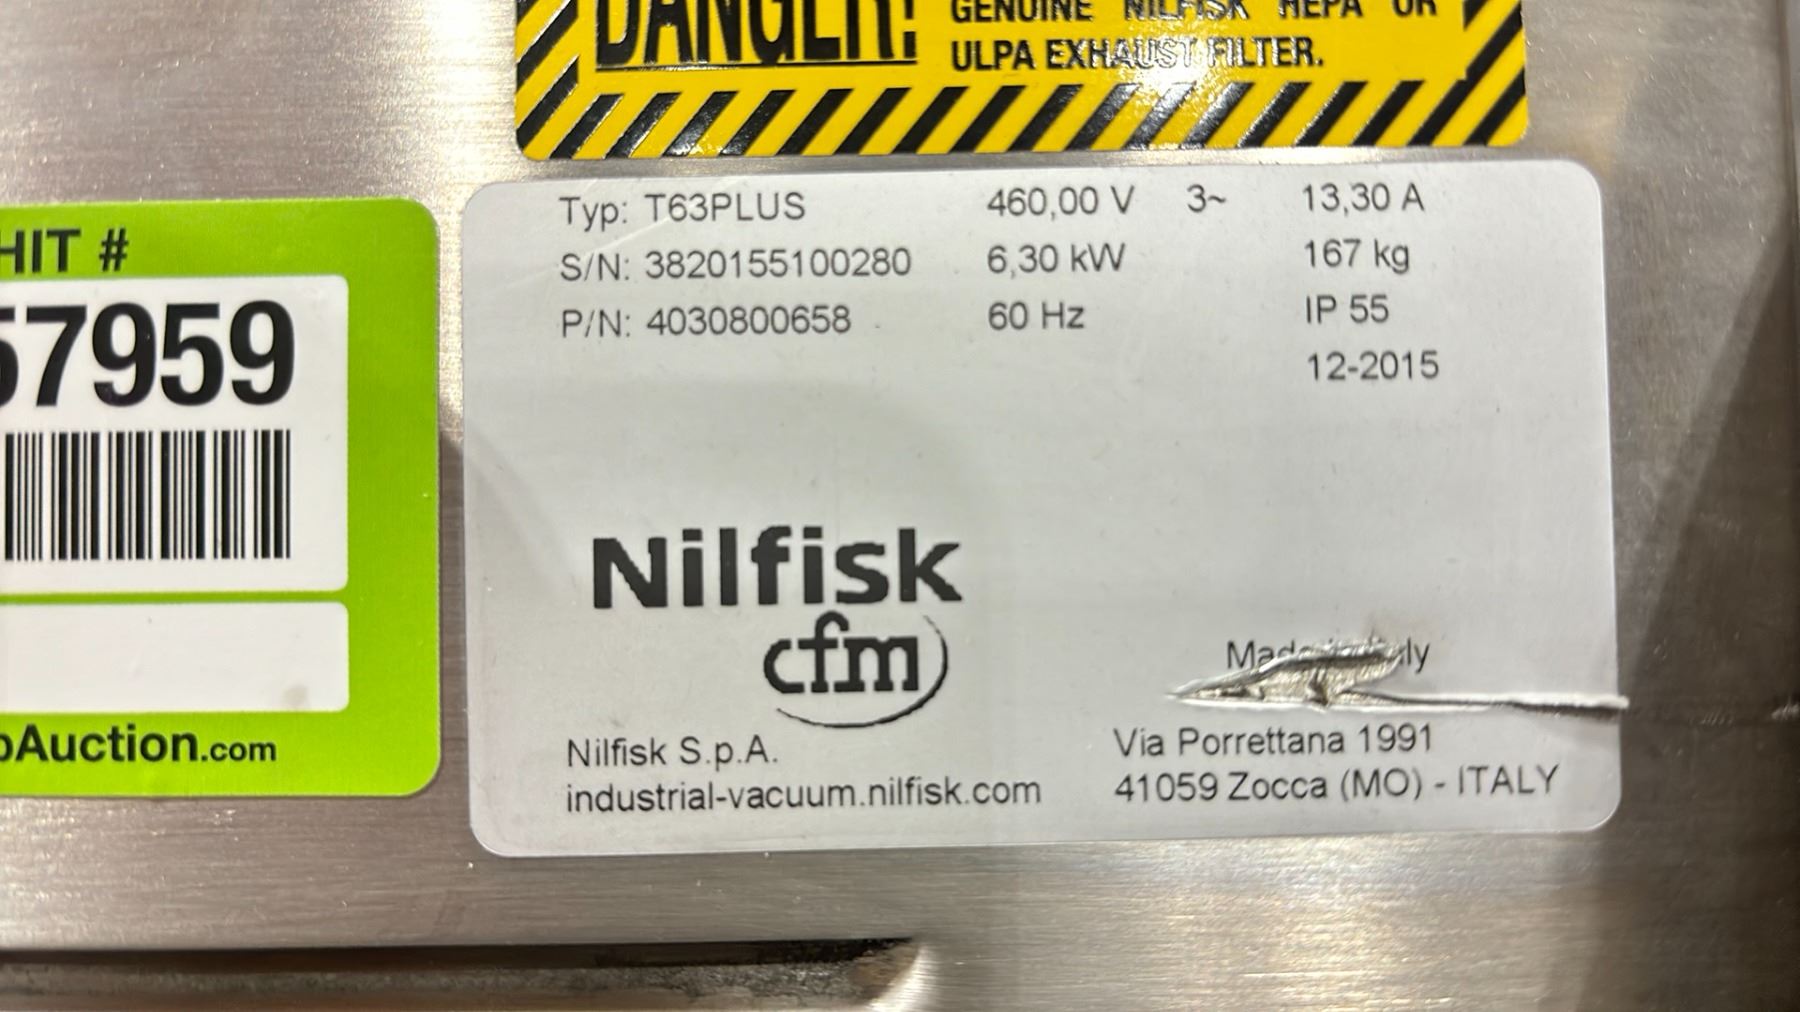 DANGER!
GENUINE NILFISK HEPA OR
ULPA EXHAUST FILTER.
HIT #
57959
Auction.com
Typ: T63PLUS 460,00 V 3~ 13,30 A
S/N: 3820155100280 6,30 kW 167 kg
P/N: 4030800658 60 Hz IP 55
12-2015
Nilfisk
cfm
Made ly
Nilfisk S.p.A. Via Porrettana 1991
industrial-vacuum.nilfisk.com 41059 Zocca (MO) - ITALY